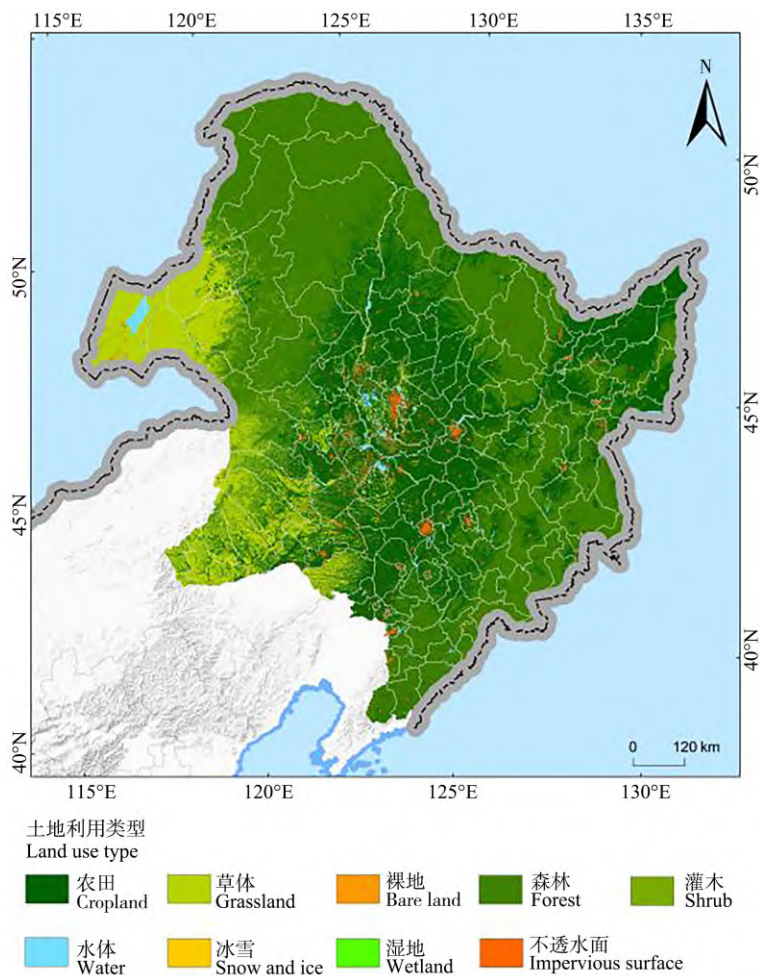 115°E 120°E 125°E 130°E 135°E
N
50°N
50°N
45°N
45°N
40°N
40°N
0 120 km
115°E 120°E 125°E 130°E
土地利用类型
Land use type
农田 草体 裸地 森林 灌木
Cropland Grassland Bare land Forest Shrub
水体 冰雪 湿地 不透水面
Water Snow and ice Wetland Impervious surface